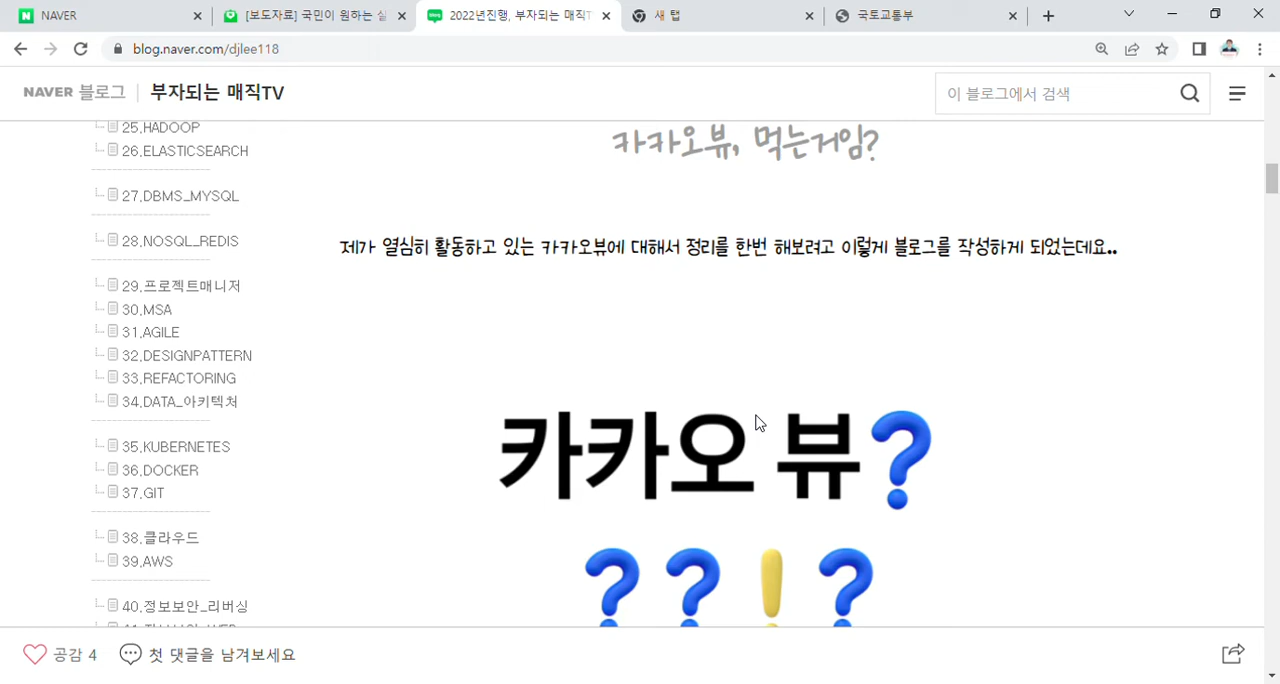 NAVER
[보도자료] 국민이 원하는 실
2022년진행, 부자되는 매직T
새 탭
국토교통부
blog.naver.com/djlee118
NAVER 블로그 | 부자되는 매직TV
이 블로그에서 검색
25.HADOOP
26.ELASTICSEARCH
27.DBMS_MYSQL
28.NOSQL_REDIS
29.프로젝트매니저
30.MSA
31.AGILE
32.DESIGNPATTERN
33.REFACTORING
34.DATA_아키텍처
35.KUBERNETES
36.DOCKER
37.GIT
38.클라우드
39.AWS
40.정보보안_리버싱
카카오뷰, 먹는거임?
제가 열심히 활동하고 있는 카카오뷰에 대해서 정리를 한번 해보려고 이렇게 블로그를 작성하게 되었는데요..
카카오 뷰?
??!?
공감 4
첫 댓글을 남겨보세요